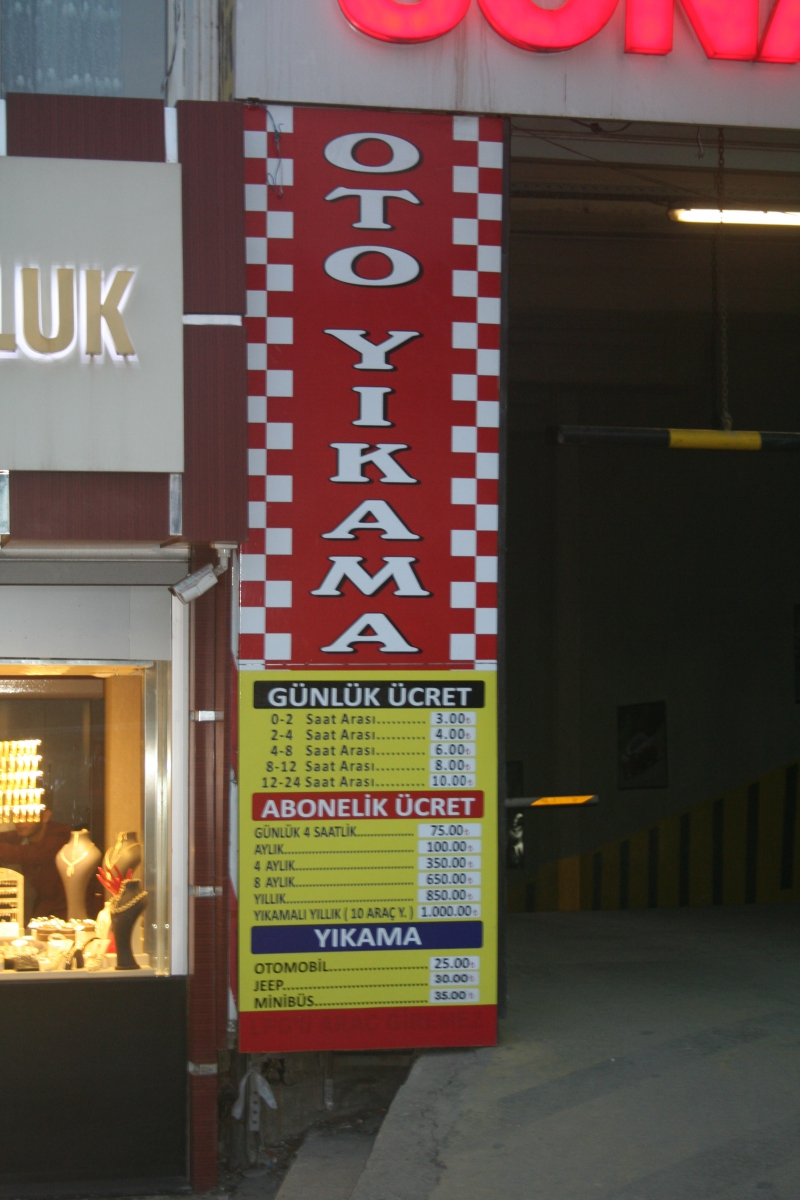 LUK
OTO YIKAMA
GÜNLÜK ÜCRET
0-2 Saat Arası.......... 3.00₺
2-4 Saat Arası.......... 4.00₺
4-8 Saat Arası.......... 6.00₺
8-12 Saat Arası.......... 8.00₺
12-24 Saat Arası.......... 10.00₺
ABONELİK ÜCRET
GÜNLÜK 4 SAATLİK............... 75.00₺
AYLIK................................... 100.00₺
4 AYLIK................................ 350.00₺
8 AYLIK................................ 650.00₺
YILLIK.................................. 850.00₺
YIKAMALI YILLIK ( 10 ARAÇ Y. ) 1.000.00₺
YIKAMA
OTOMOBİL..................... 25.00₺
JEEP............................... 30.00₺
MİNİBÜS........................ 35.00₺